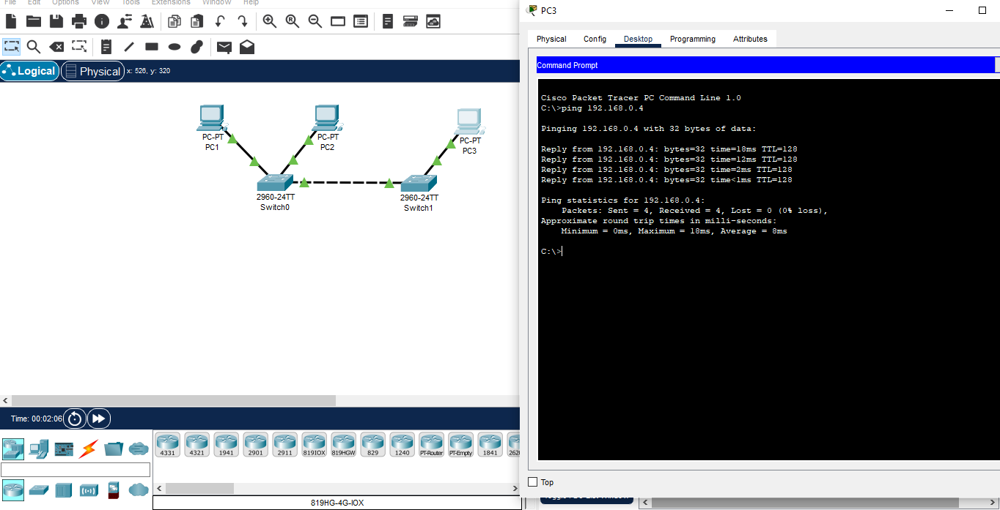 File Edit Options View Tools Extensions Window Help
Logical
Physical
x: 526, y: 320
PC-PT
PC1
PC-PT
PC2
PC-PT
PC3
2960-24TT
Switch0
2960-24TT
Switch1
Time: 00:02:06
4331 4321 1941 2901 2911 819IOX 819HGW 829 1240 PT-Router PT-Empty 1841
819HG-4G-IOX
PC3
Physical Config Desktop Programming Attributes
Command Prompt
Cisco Packet Tracer PC Command Line 1.0
C:\>ping 192.168.0.4
Pinging 192.168.0.4 with 32 bytes of data:
Reply from 192.168.0.4: bytes=32 time=18ms TTL=128
Reply from 192.168.0.4: bytes=32 time=12ms TTL=128
Reply from 192.168.0.4: bytes=32 time=2ms TTL=128
Reply from 192.168.0.4: bytes=32 time<1ms TTL=128
Ping statistics for 192.168.0.4:
Packets: Sent = 4, Received = 4, Lost = 0 (0% loss),
Approximate round trip times in milli-seconds:
Minimum = 0ms, Maximum = 18ms, Average = 8ms
C:\>
Top